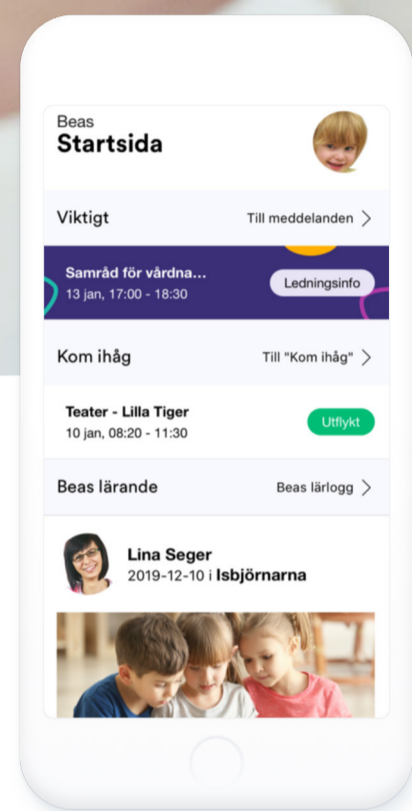 Beas
Startsida
Viktigt
Till meddelanden
Samråd för vårdna...
13 jan, 17:00 - 18:30
Ledningsinfo
Kom ihåg
Till "Kom ihåg"
Teater - Lilla Tiger
10 jan, 08:20 - 11:30
Utflykt
Beas lärande
Beas lärlogg
Lina Seger
2019-12-10 i Isbjörnarna